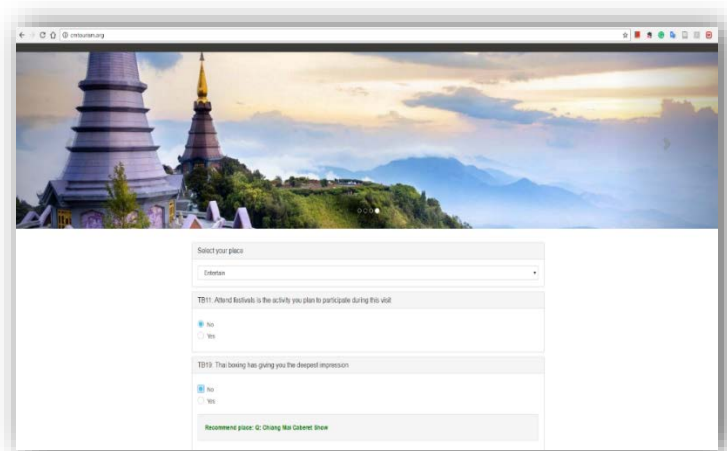 cmtourism.org
Select your place
Entertain
TB11: Attend festivals is the activity you plan to participate during this visit
No
Yes
TB19: Thai boxing has giving you the deepest impression
No
Yes
Recommend place: Q: Chiang Mai Cabaret Show